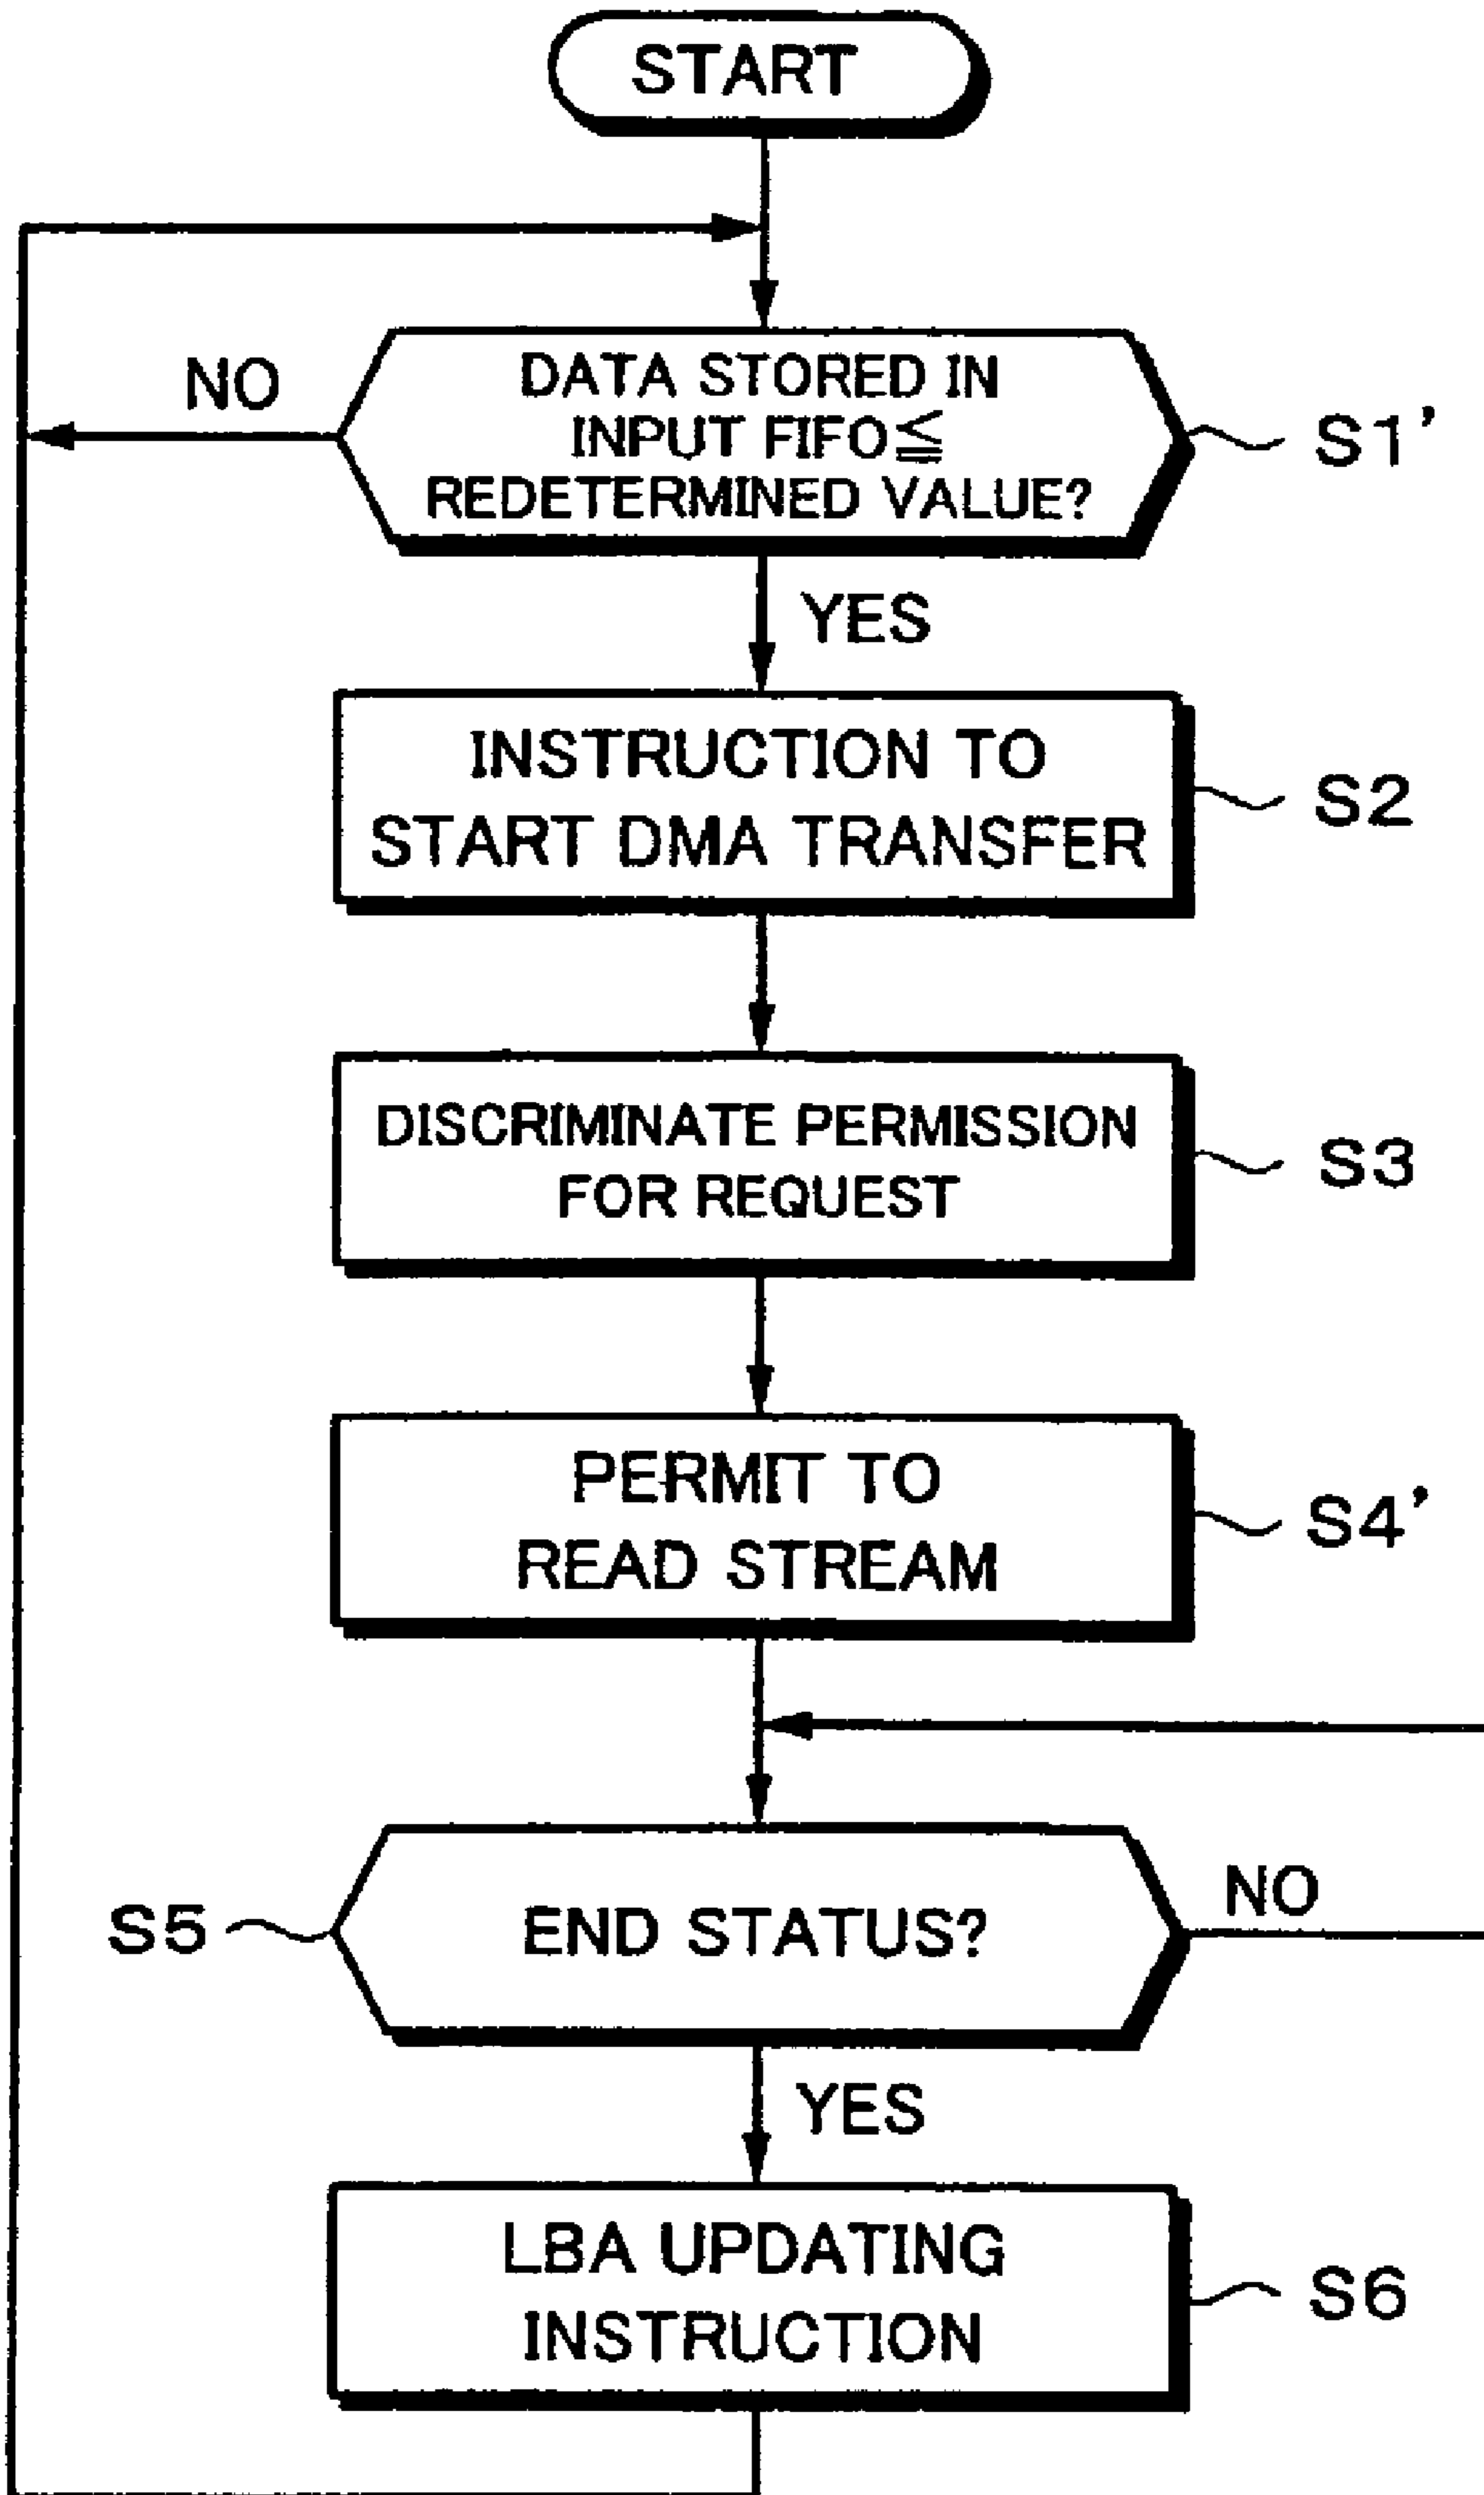 START
NO
DATA STORED IN
INPUT FIFO≦
REDETERMINED VALUE?
S1'
YES
INSTRUCTION TO
START DMA TRANSFER
S2
DISCRIMINATE PERMISSION
FOR REQUEST
S3
PERMIT TO
READ STREAM
S4'
S5
END STATUS?
NO
YES
LBA UPDATING
INSTRUCTION
S6